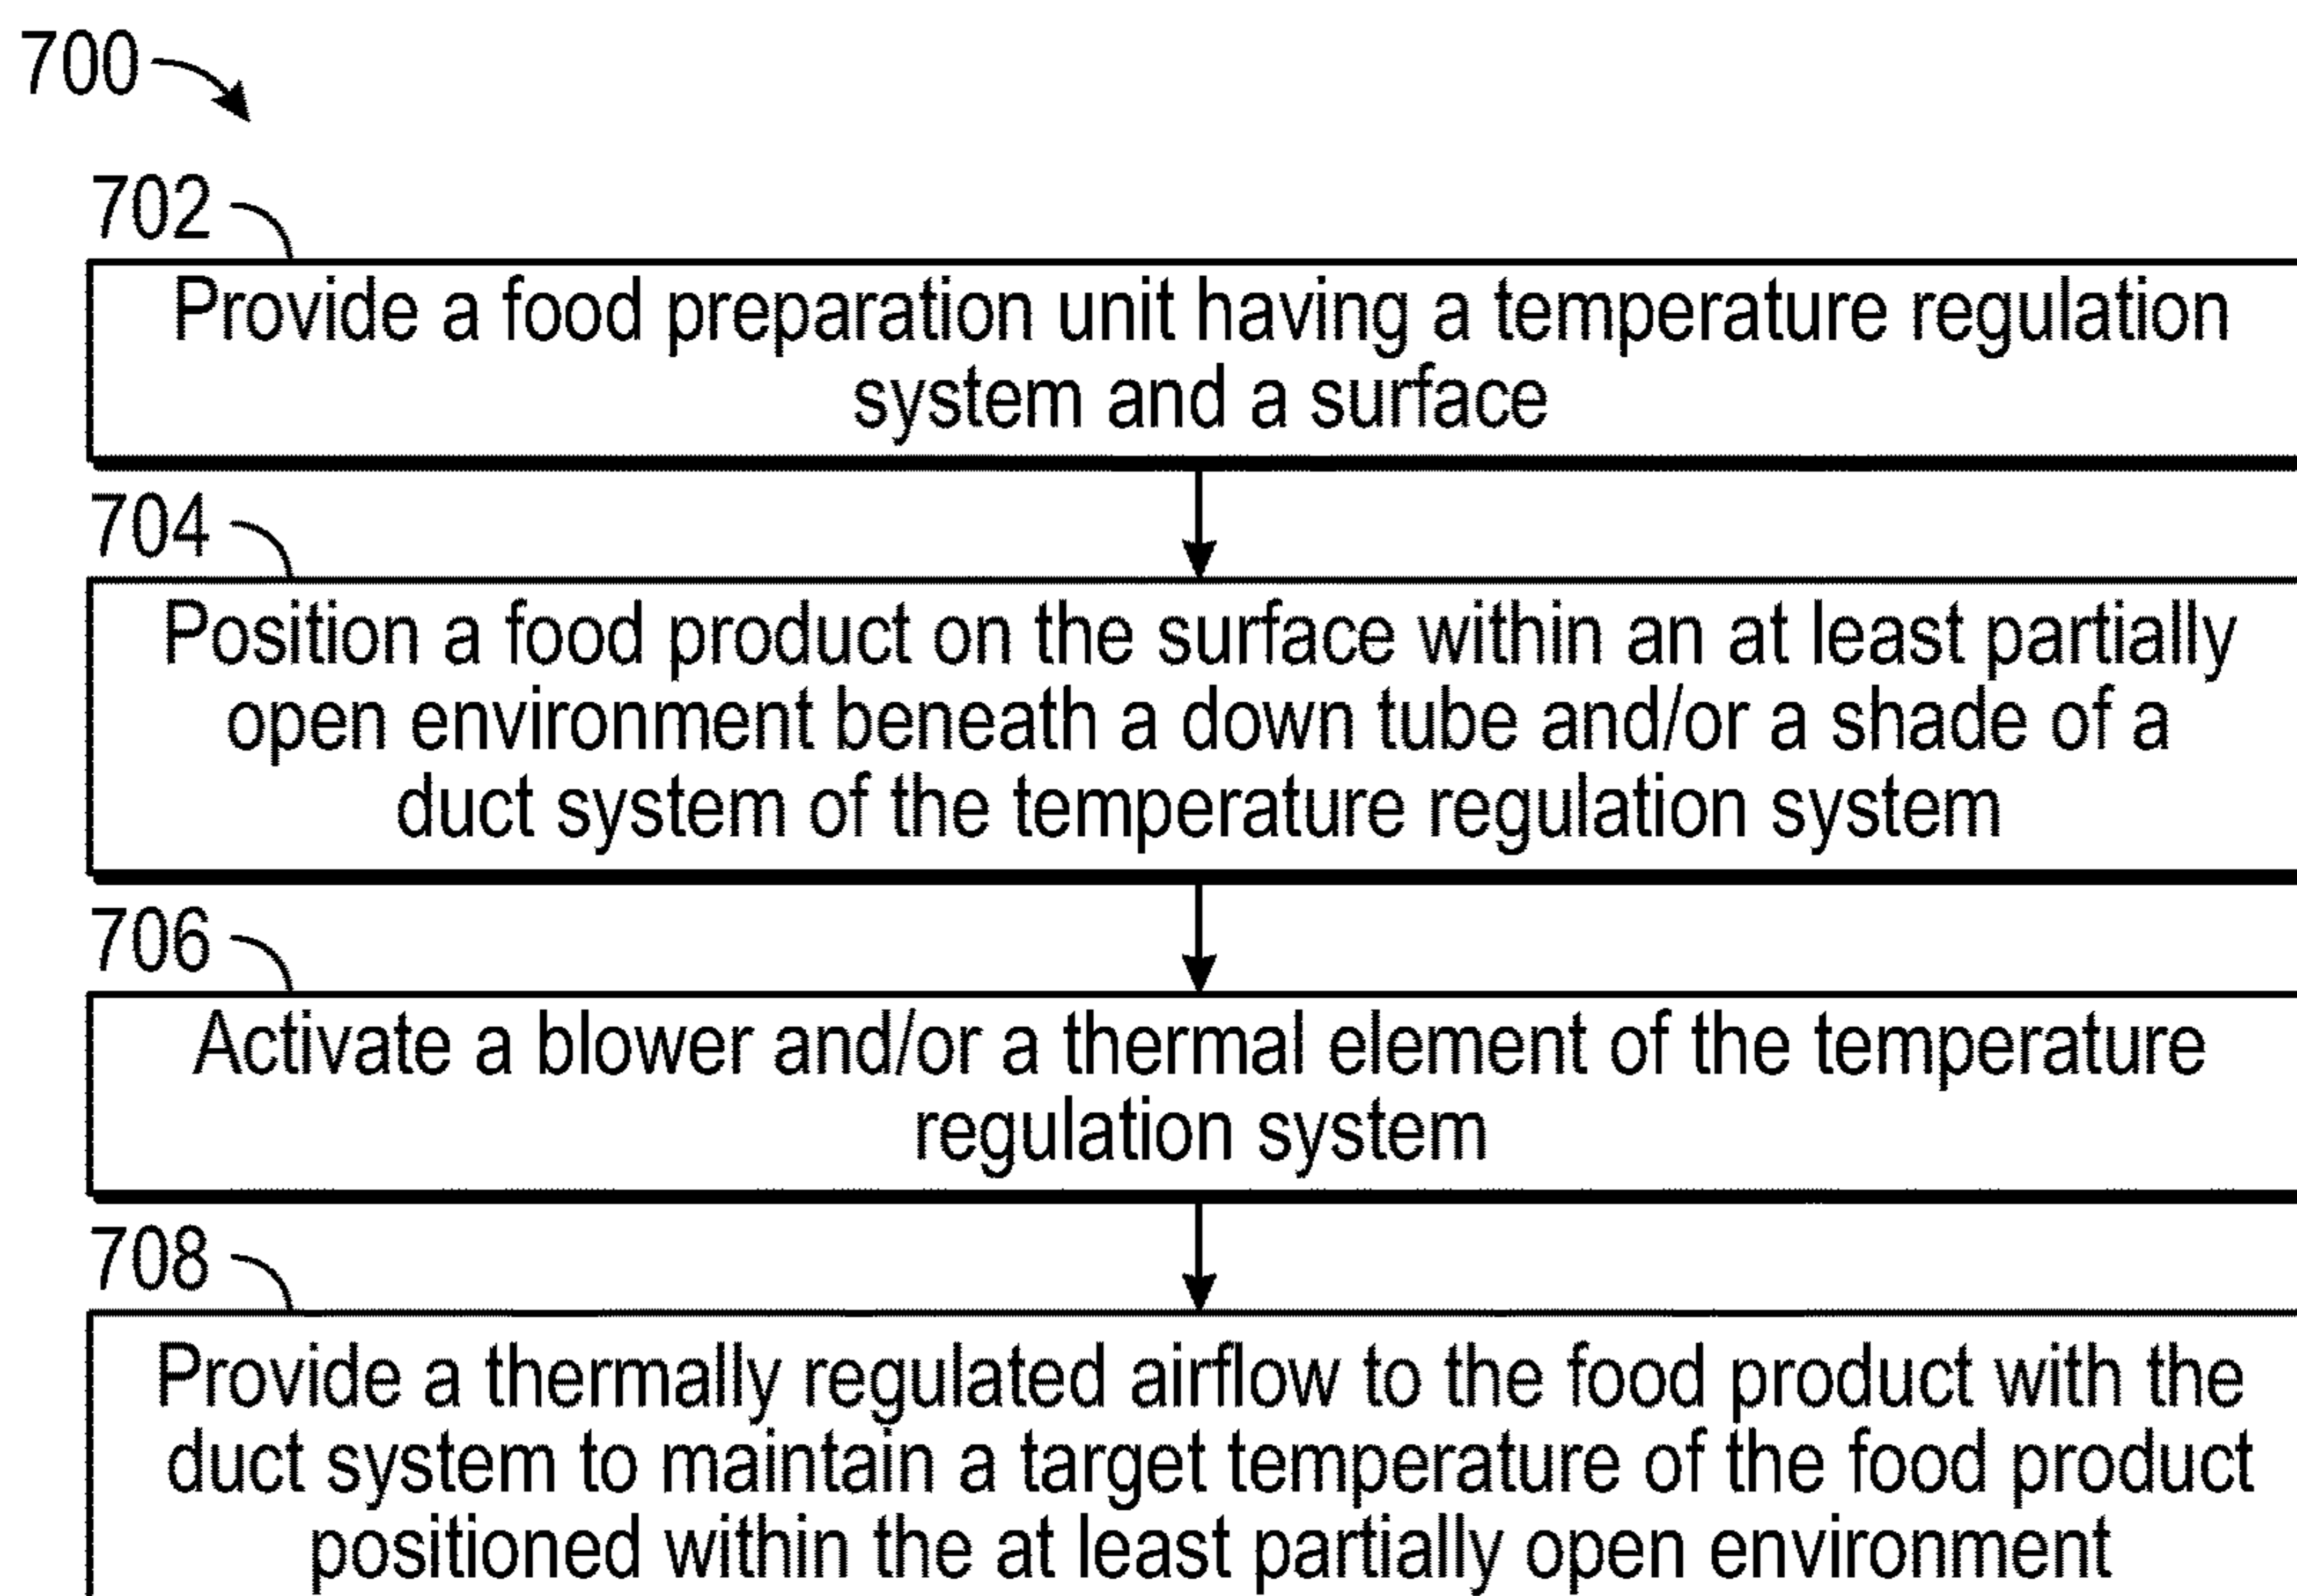 700
702
Provide a food preparation unit having a temperature regulation
system and a surface
704
Position a food product on the surface within an at least partially
open environment beneath a down tube and/or a shade of a
duct system of the temperature regulation system
706
Activate a blower and/or a thermal element of the temperature
regulation system
708
Provide a thermally regulated airflow to the food product with the
duct system to maintain a target temperature of the food product
positioned within the at least partially open environment